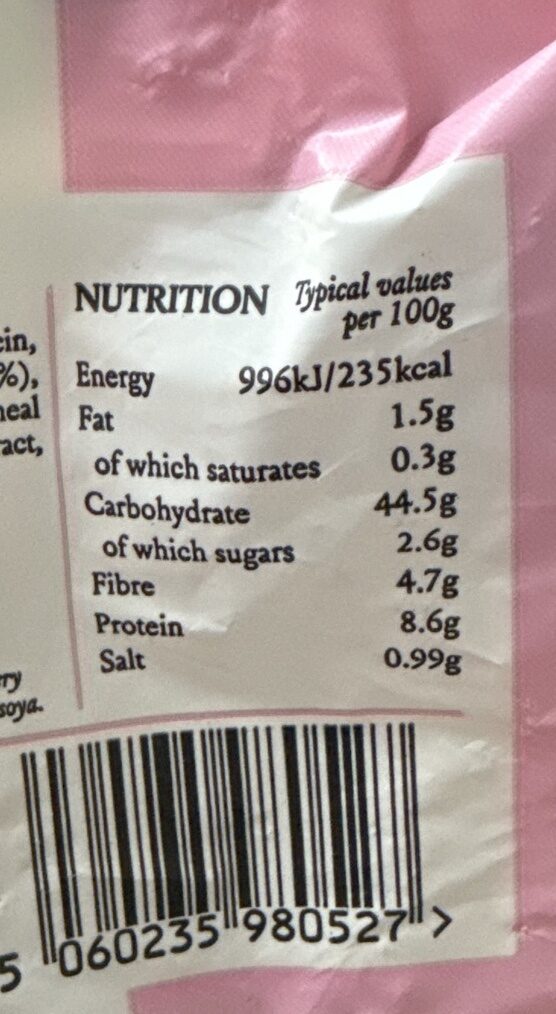 NUTRITION Typical values
per 100g
Energy 996kJ/235kcal
Fat 1.5g
of which saturates 0.3g
Carbohydrate 44.5g
of which sugars 2.6g
Fibre 4.7g
Protein 8.6g
Salt 0.99g
%),
soya.
5 060235 980527 >